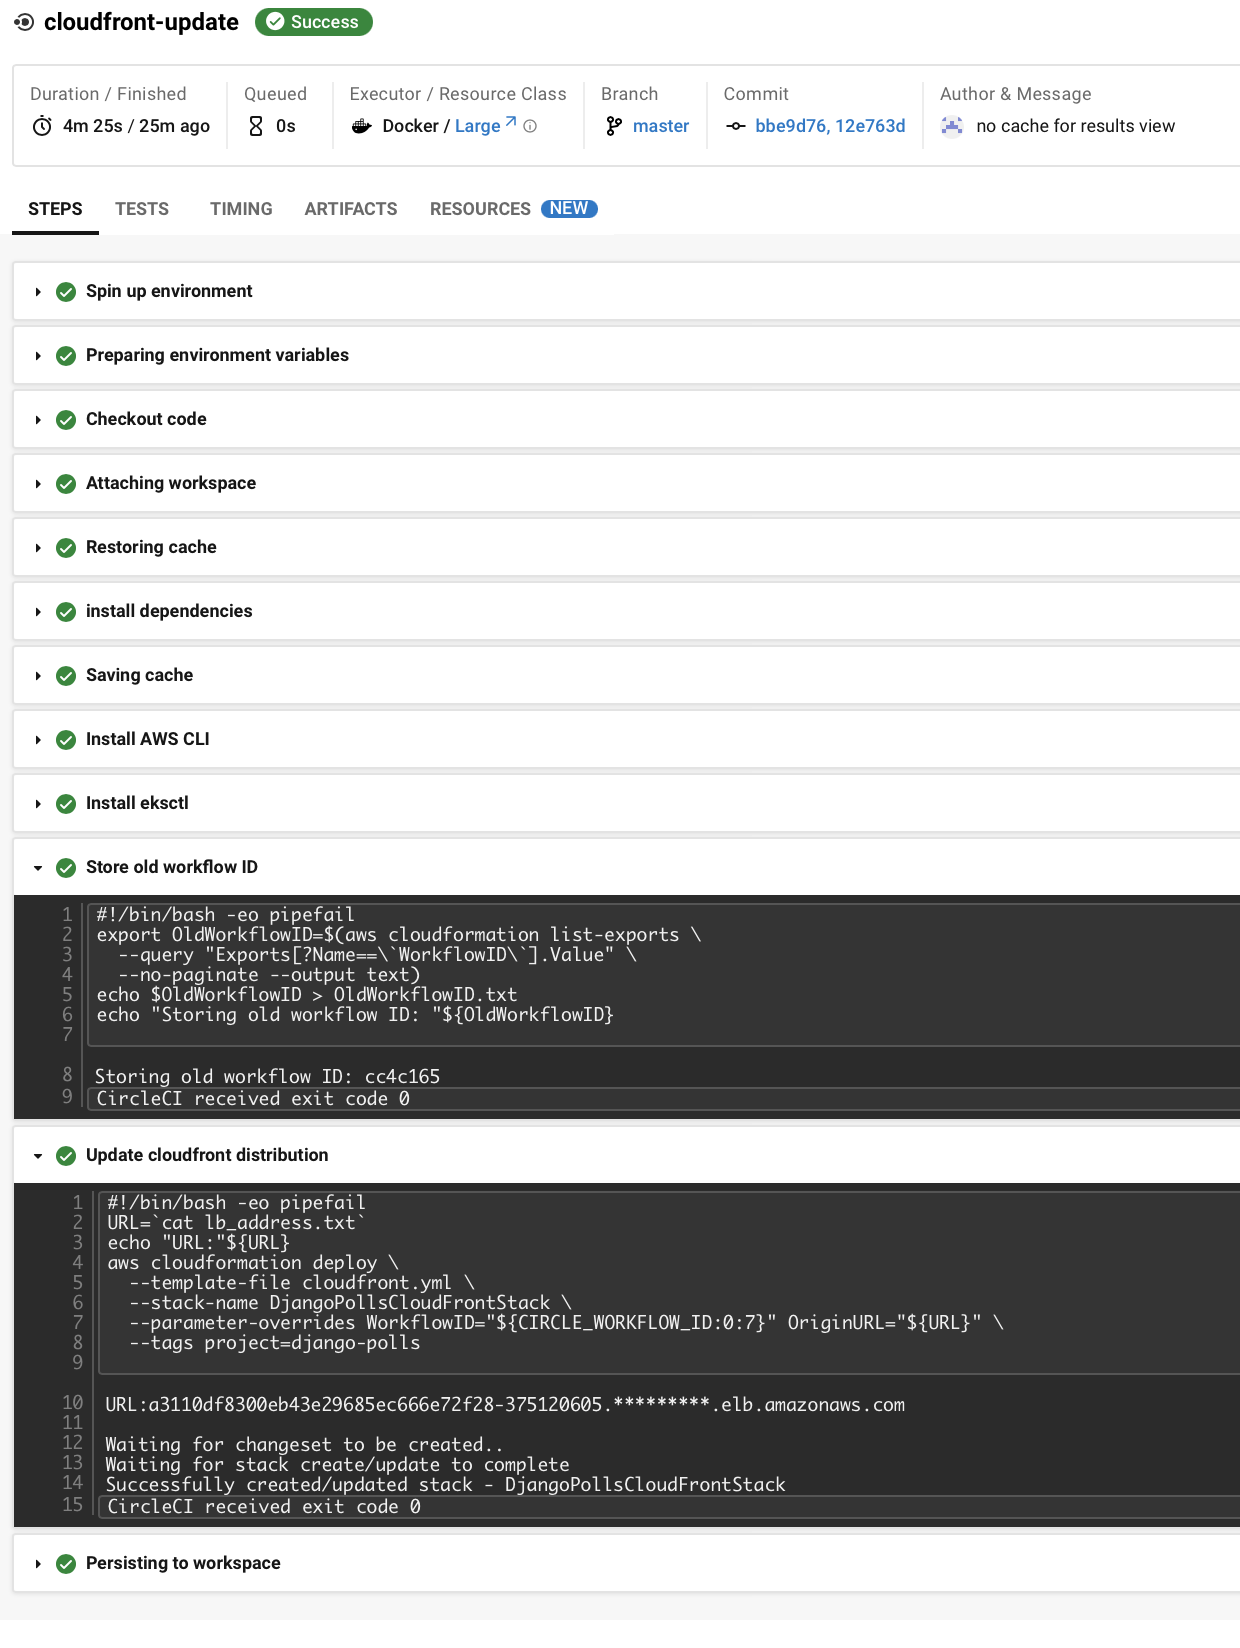 cloudfront-update Success
Duration / Finished Queued Executor / Resource Class Branch Commit Author & Message
4m 25s / 25m ago 0s Docker / Large master bbe9d76, 12e763d no cache for results view
STEPS TESTS TIMING ARTIFACTS RESOURCES NEW
Spin up environment
Preparing environment variables
Checkout code
Attaching workspace
Restoring cache
install dependencies
Saving cache
Install AWS CLI
Install eksctl
Store old workflow ID
1 #!/bin/bash -eo pipefail
2 export OldWorkflowID=$(aws cloudformation list-exports \
3   --query "Exports[?Name==\`WorkflowID\`].Value" \
4   --no-paginate --output text)
5 echo $OldWorkflowID > OldWorkflowID.txt
6 echo "Storing old workflow ID: "${OldWorkflowID}
7
8 Storing old workflow ID: cc4c165
9 CircleCI received exit code 0
Update cloudfront distribution
1 #!/bin/bash -eo pipefail
2 URL=`cat lb_address.txt`
3 echo "URL:"${URL}
4 aws cloudformation deploy \
5   --template-file cloudfront.yml \
6   --stack-name DjangoPollsCloudFrontStack \
7   --parameter-overrides WorkflowID="${CIRCLE_WORKFLOW_ID:0:7}" OriginURL="${URL}" \
8   --tags project=django-polls
9
10 URL:a3110df8300eb43e29685ec666e72f28-375120605.*********.elb.amazonaws.com
11
12 Waiting for changeset to be created..
13 Waiting for stack create/update to complete
14 Successfully created/updated stack - DjangoPollsCloudFrontStack
15 CircleCI received exit code 0
Persisting to workspace